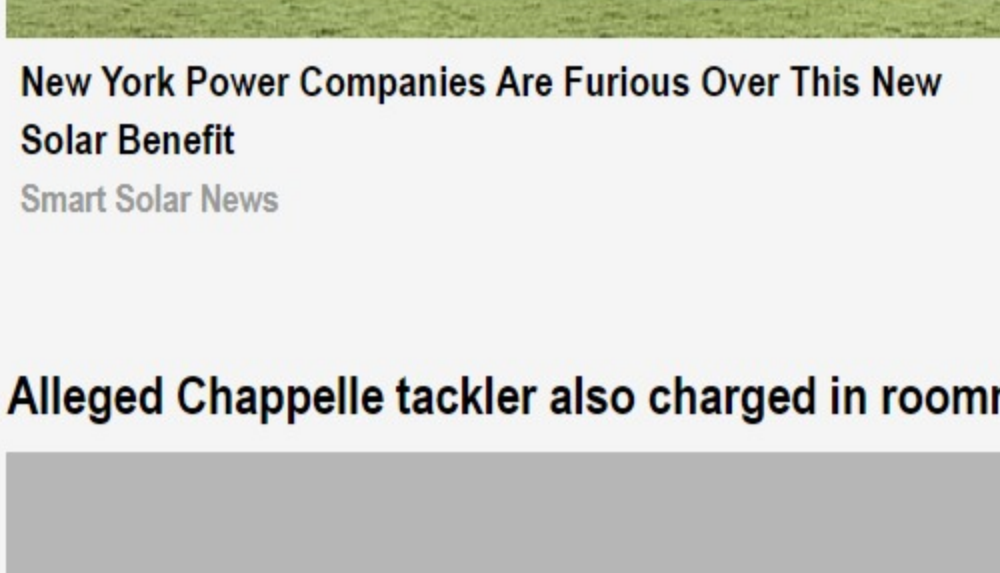 New York Power Companies Are Furious Over This New
Solar Benefit
Smart Solar News
Alleged Chappelle tackler also charged in